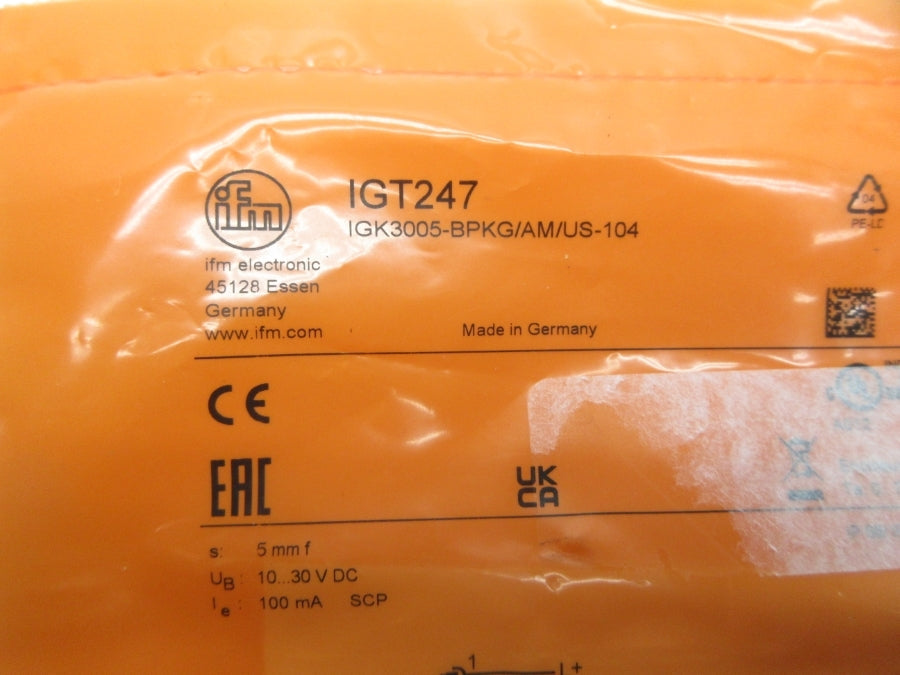 ifm
IGT247
IGK3005-BPKG/AM/US-104
04
PE-LD
ifm electronic
45128 Essen
Germany
www.ifm.com
Made in Germany
CE
EAC
UK
CA
s: 5 mm f
UB: 10...30 V DC
Ie: 100 mA SCP
1
L+